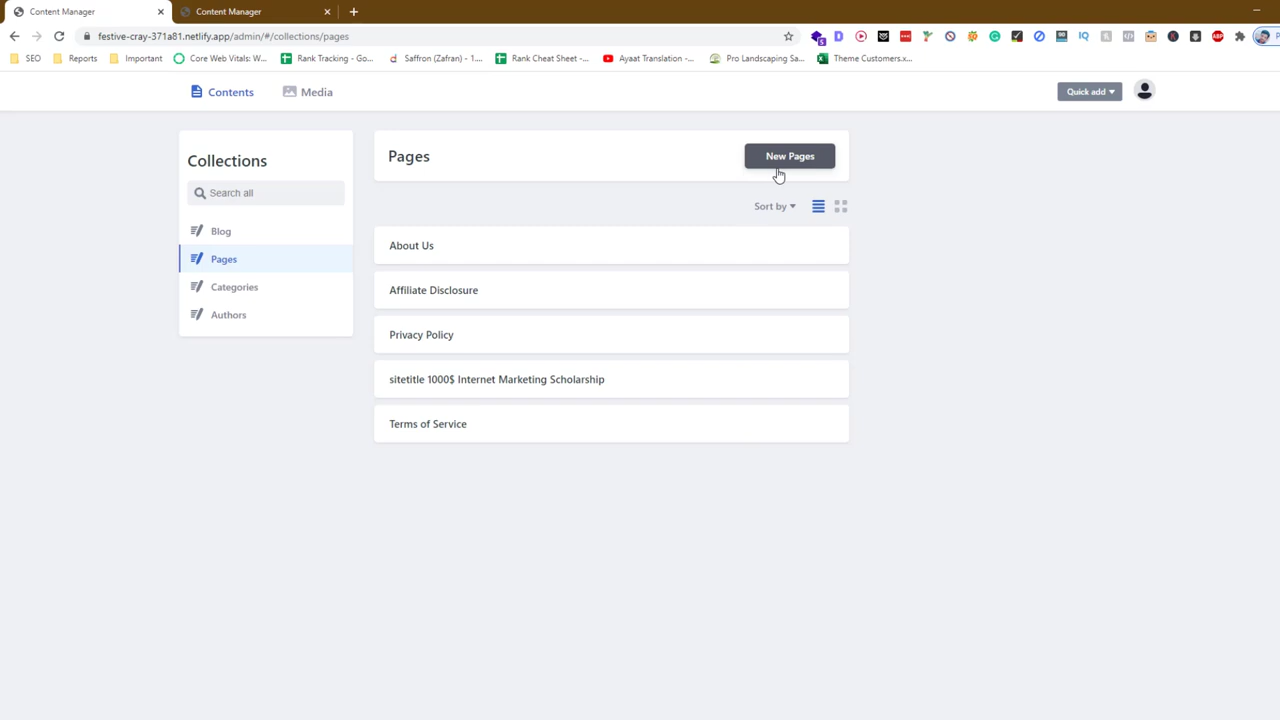 Content Manager
Content Manager
festive-cray-371a81.netlify.app/admin/#/collections/pages
SEO
Reports
Important
Core Web Vitals: W...
Rank Tracking - Go...
Saffron (Zafran) - 1....
Rank Cheat Sheet -...
Ayaat Translation -...
Pro Landscaping Sa...
Theme Customers.x...
Contents
Media
Quick add
Collections
Search all
Blog
Pages
Categories
Authors
Pages
New Pages
Sort by
About Us
Affiliate Disclosure
Privacy Policy
sitetitle 1000$ Internet Marketing Scholarship
Terms of Service